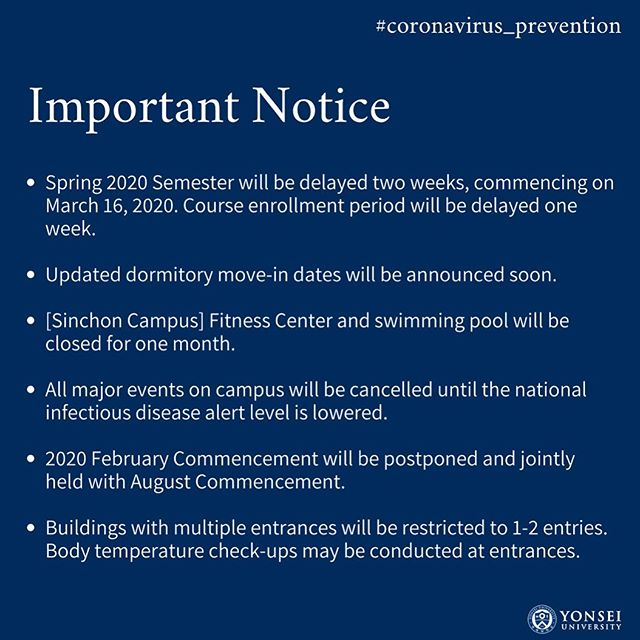 #coronavirus_prevention
Important Notice
• Spring 2020 Semester will be delayed two weeks, commencing on
March 16, 2020. Course enrollment period will be delayed one
week.
• Updated dormitory move-in dates will be announced soon.
• [Sinchon Campus] Fitness Center and swimming pool will be
closed for one month.
• All major events on campus will be cancelled until the national
infectious disease alert level is lowered.
• 2020 February Commencement will be postponed and jointly
held with August Commencement.
• Buildings with multiple entrances will be restricted to 1-2 entries.
Body temperature check-ups may be conducted at entrances.
YONSEI
UNIVERSITY